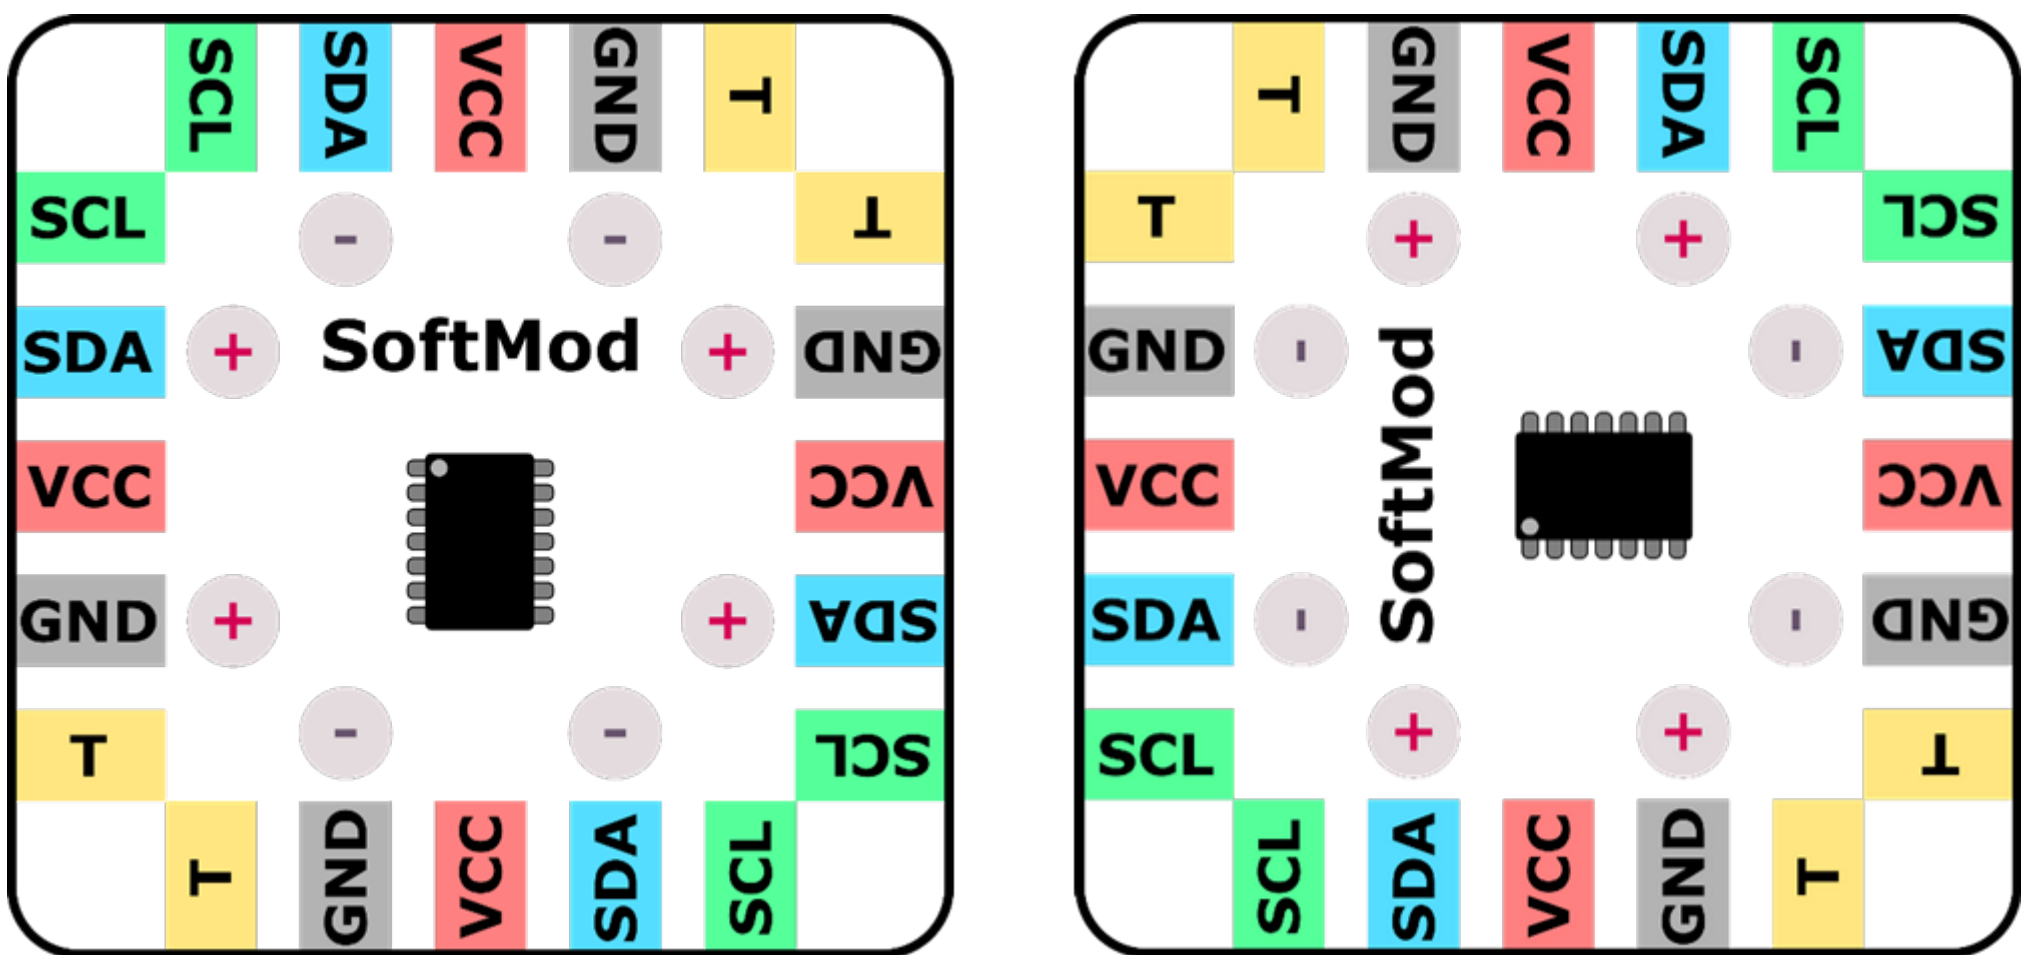 SCL SDA VCC GND T
SCL
T
- -
SDA + SoftMod + GND
VCC
VCC
GND + + SDA
T
SCL
- -
T GND VCC SDA SCL
T GND VCC SDA SCL
T
SCL
+ +
GND - - SDA
SoftMod
VCC
VCC
SDA - - GND
SCL
T
+ +
SCL SDA VCC GND T